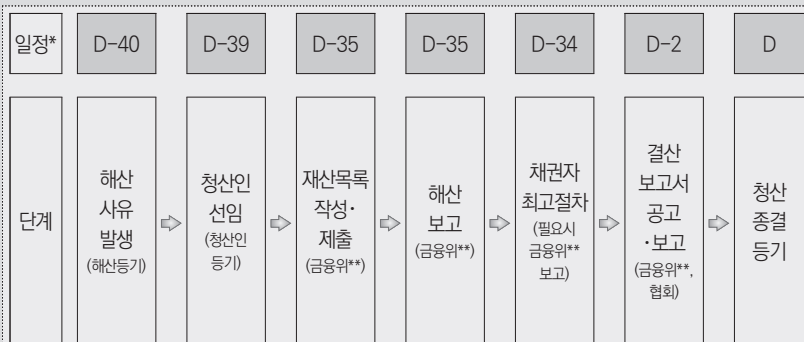 일정*
D-40
D-39
D-35
D-35
D-34
D-2
D
단계
해산
사유
발생
(해산등기)
청산인
선임
(청산인
등기)
재산목록
작성·
제출
(금융위**)
해산
보고
(금융위**)
채권자
최고절차
(필요시
금융위**
보고)
결산
보고서
공고
·보고
(금융위**,
협회)
청산
종결
등기